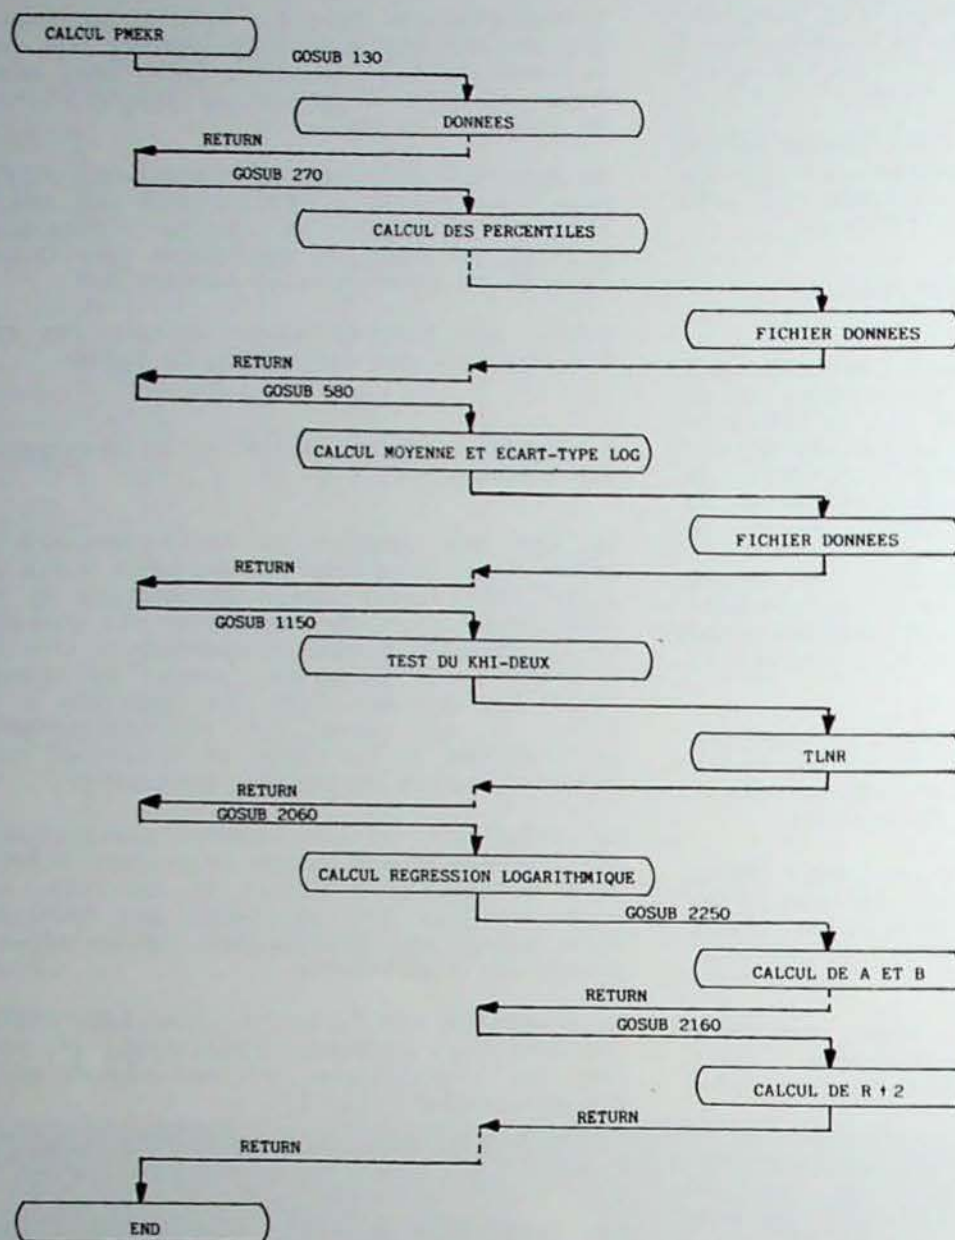 CALCUL PMEKR
GOSUB 130
DONNEES
RETURN
GOSUB 270
CALCUL DES PERCENTILES
FICHIER DONNEES
RETURN
GOSUB 580
CALCUL MOYENNE ET ECART-TYPE LOG
FICHIER DONNEES
RETURN
GOSUB 1150
TEST DU KHI-DEUX
TLNR
RETURN
GOSUB 2060
CALCUL REGRESSION LOGARITHMIQUE
GOSUB 2250
CALCUL DE A ET B
RETURN
GOSUB 2160
CALCUL DE R ↑ 2
RETURN
RETURN
END